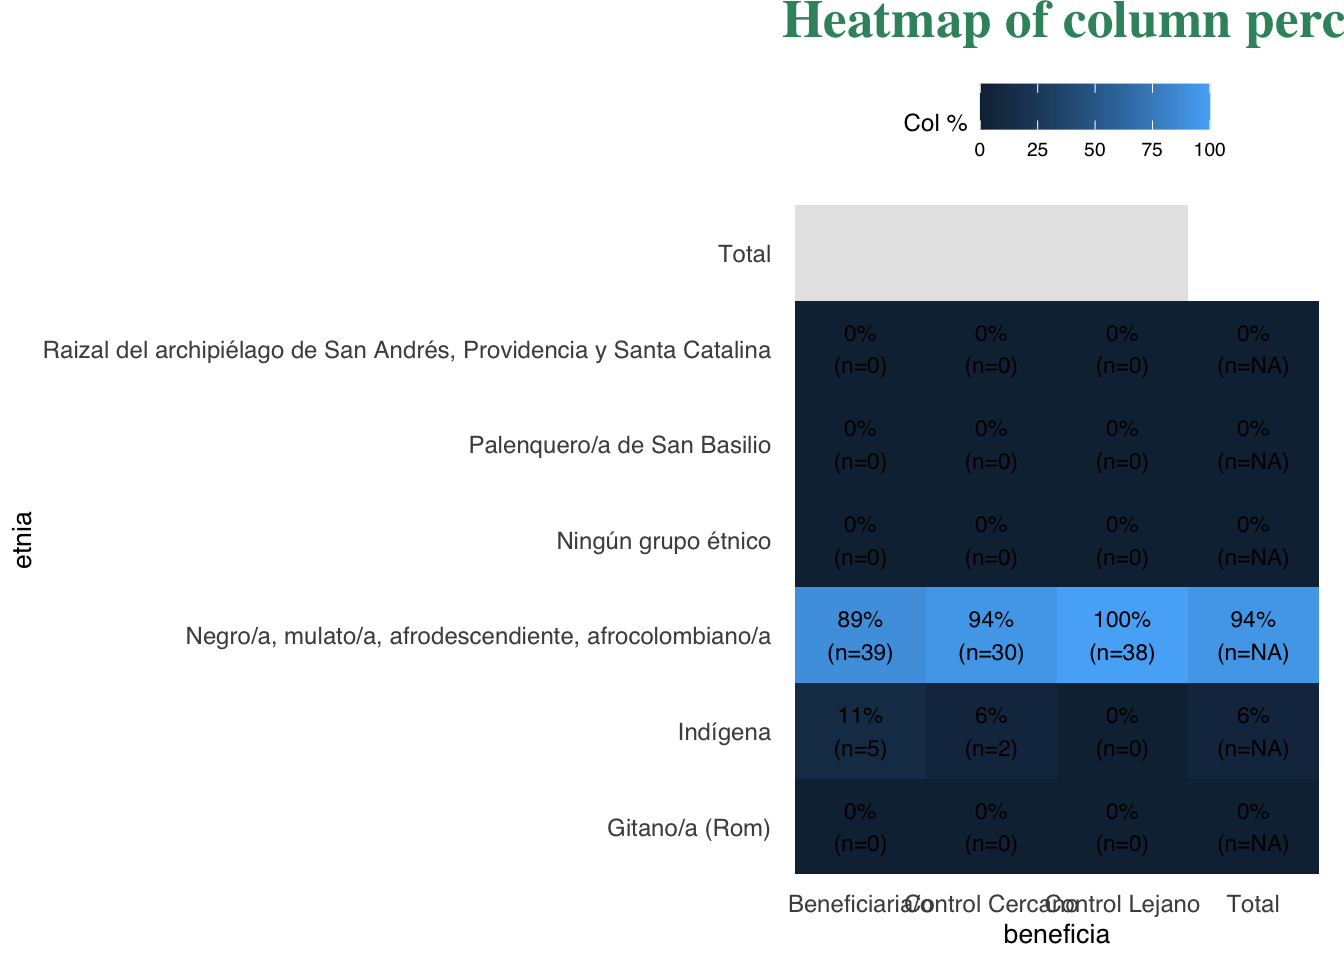 Heatmap of column perc
Col %
0 25 50 75 100
Total
Raizal del archipiélago de San Andrés, Providencia y Santa Catalina
0% 0% 0% 0%
(n=0) (n=0) (n=0) (n=NA)
Palenquero/a de San Basilio
0% 0% 0% 0%
(n=0) (n=0) (n=0) (n=NA)
Ningún grupo étnico
0% 0% 0% 0%
(n=0) (n=0) (n=0) (n=NA)
Negro/a, mulato/a, afrodescendiente, afrocolombiano/a
89% 94% 100% 94%
(n=39) (n=30) (n=38) (n=NA)
Indígena
11% 6% 0% 6%
(n=5) (n=2) (n=0) (n=NA)
Gitano/a (Rom)
0% 0% 0% 0%
(n=0) (n=0) (n=0) (n=NA)
etnia
Beneficiaria/o Control Cercano Control Lejano Total
beneficia